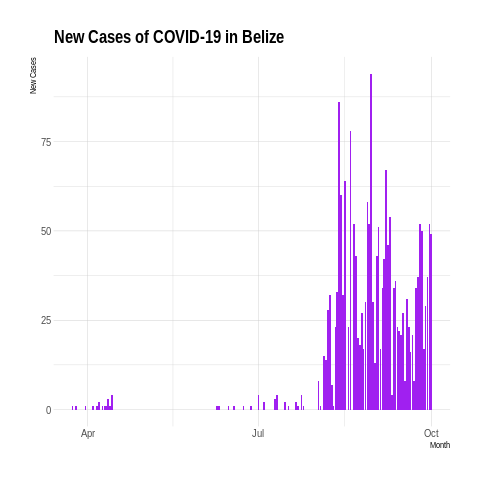 New Cases of COVID-19 in Belize
New Cases
75
50
25
0
Apr
Jul
Oct
Month